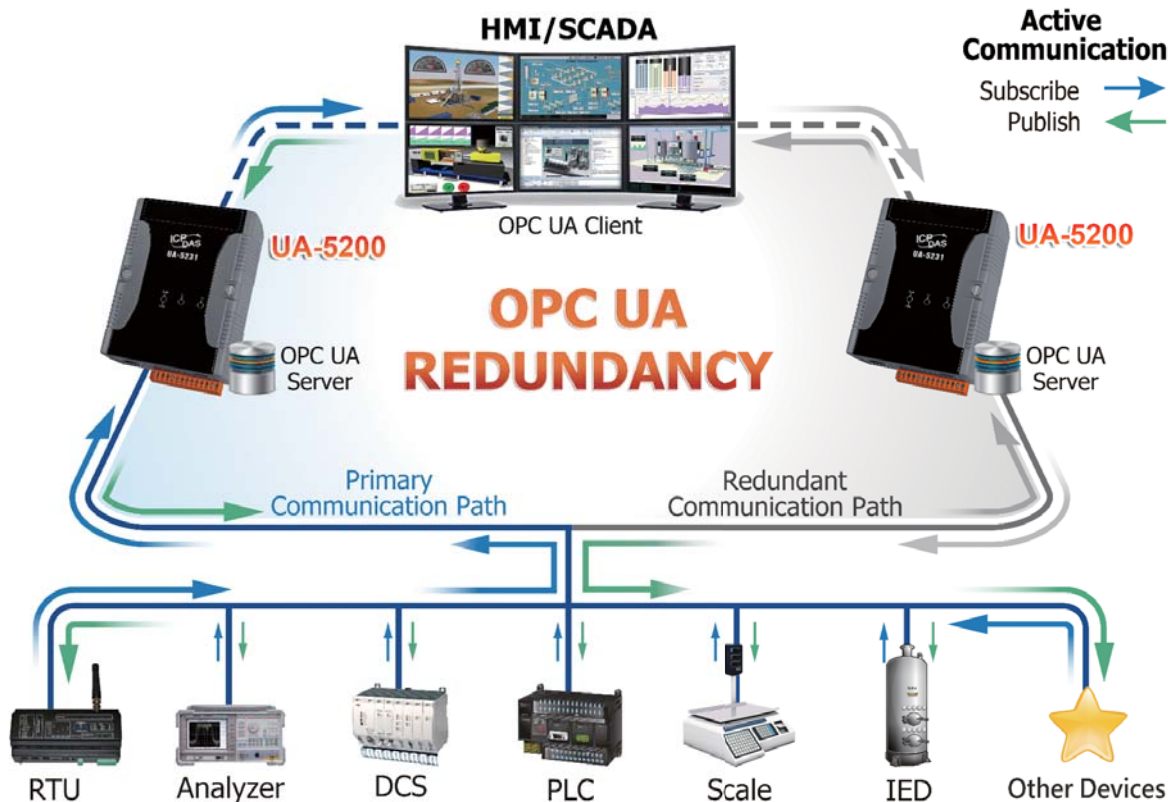 HMI/SCADA
Active
Communication
Subscribe
Publish
OPC UA Client
ICP
DAS
UA-5231
UA-5200
OPC UA
Server
OPC UA
REDUNDANCY
ICP
DAS
UA-5231
UA-5200
OPC UA
Server
Primary
Communication Path
Redundant
Communication Path
RTU
Analyzer
DCS
PLC
Scale
IED
Other Devices